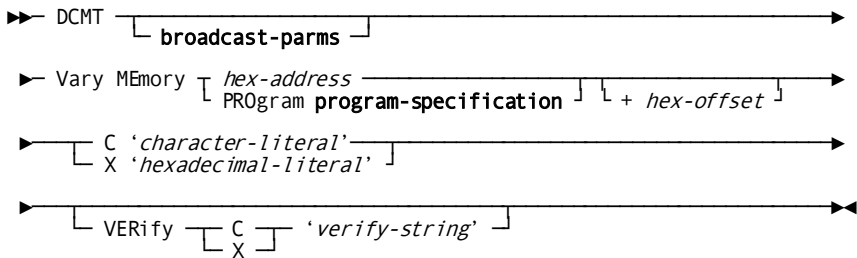 DCMT
broadcast-parms
Vary MEmory hex-address
PROgram program-specification + hex-offset
C ‘character-literal’
X ‘hexadecimal-literal’
VERify C ‘verify-string’
X